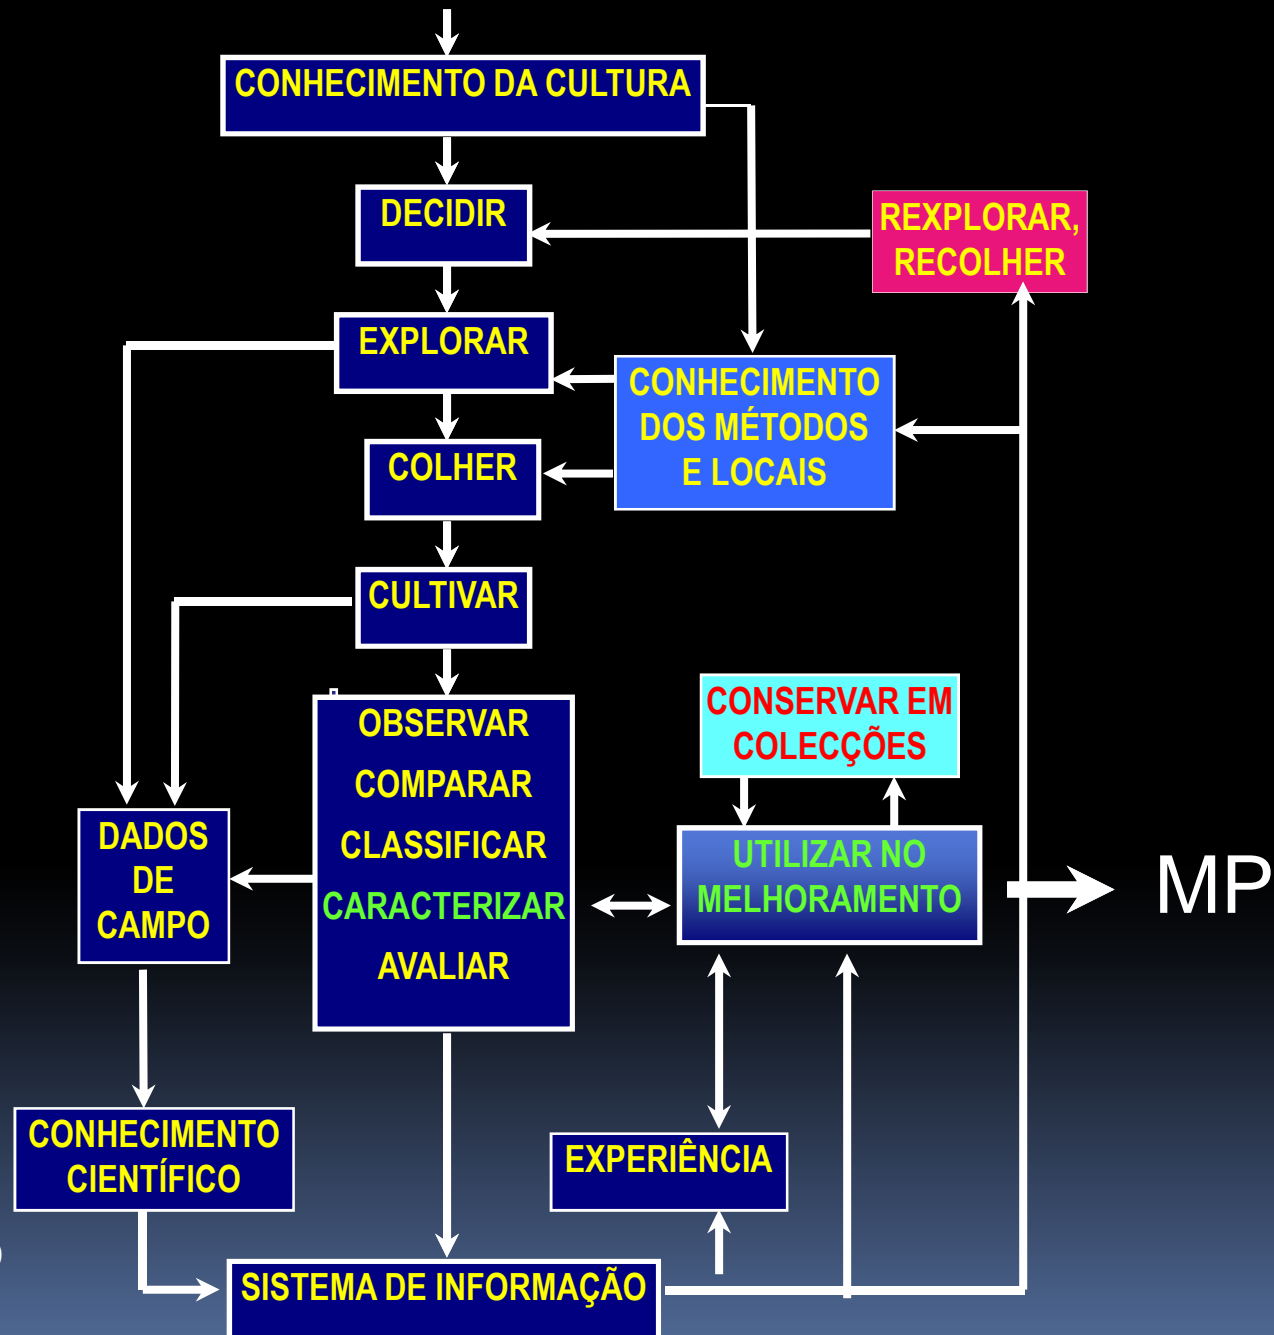 CONHECIMENTO DA CULTURA
DECIDIR
REXPLORAR,
RECOLHER
EXPLORAR
CONHECIMENTO
DOS MÉTODOS
E LOCAIS
COLHER
CULTIVAR
OBSERVAR
COMPARAR
CLASSIFICAR
CARACTERIZAR
AVALIAR
CONSERVAR EM
COLECÇÕES
DADOS
DE
CAMPO
UTILIZAR NO
MELHORAMENTO
MP
CONHECIMENTO
CIENTÍFICO
EXPERIÊNCIA
SISTEMA DE INFORMAÇÃO